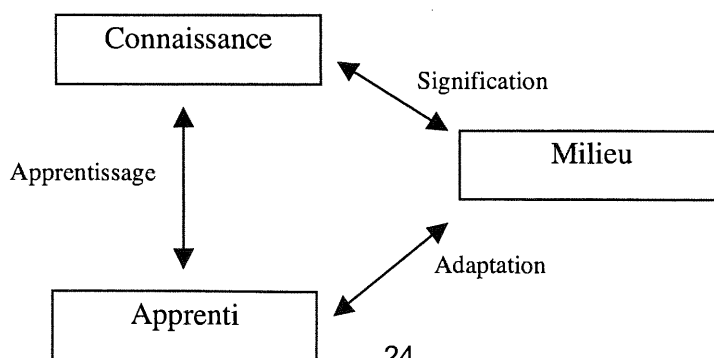 Connaissance
Signification
Milieu
Apprentissage
Adaptation
Apprenti
24